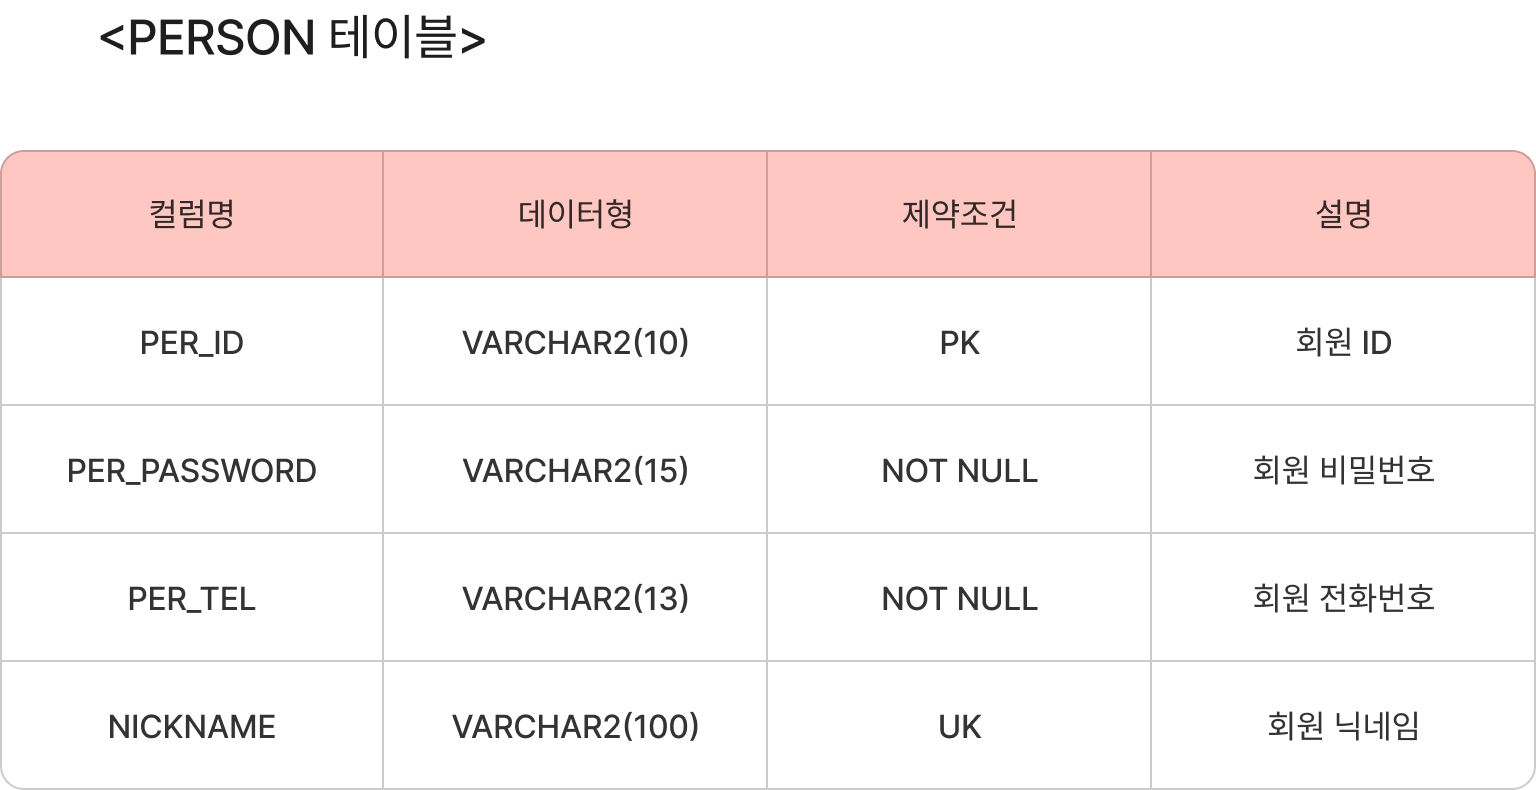 <PERSON 테이블>
컬럼명 데이터형 제약조건 설명
PER_ID VARCHAR2(10) PK 회원 ID
PER_PASSWORD VARCHAR2(15) NOT NULL 회원 비밀번호
PER_TEL VARCHAR2(13) NOT NULL 회원 전화번호
NICKNAME VARCHAR2(100) UK 회원 닉네임